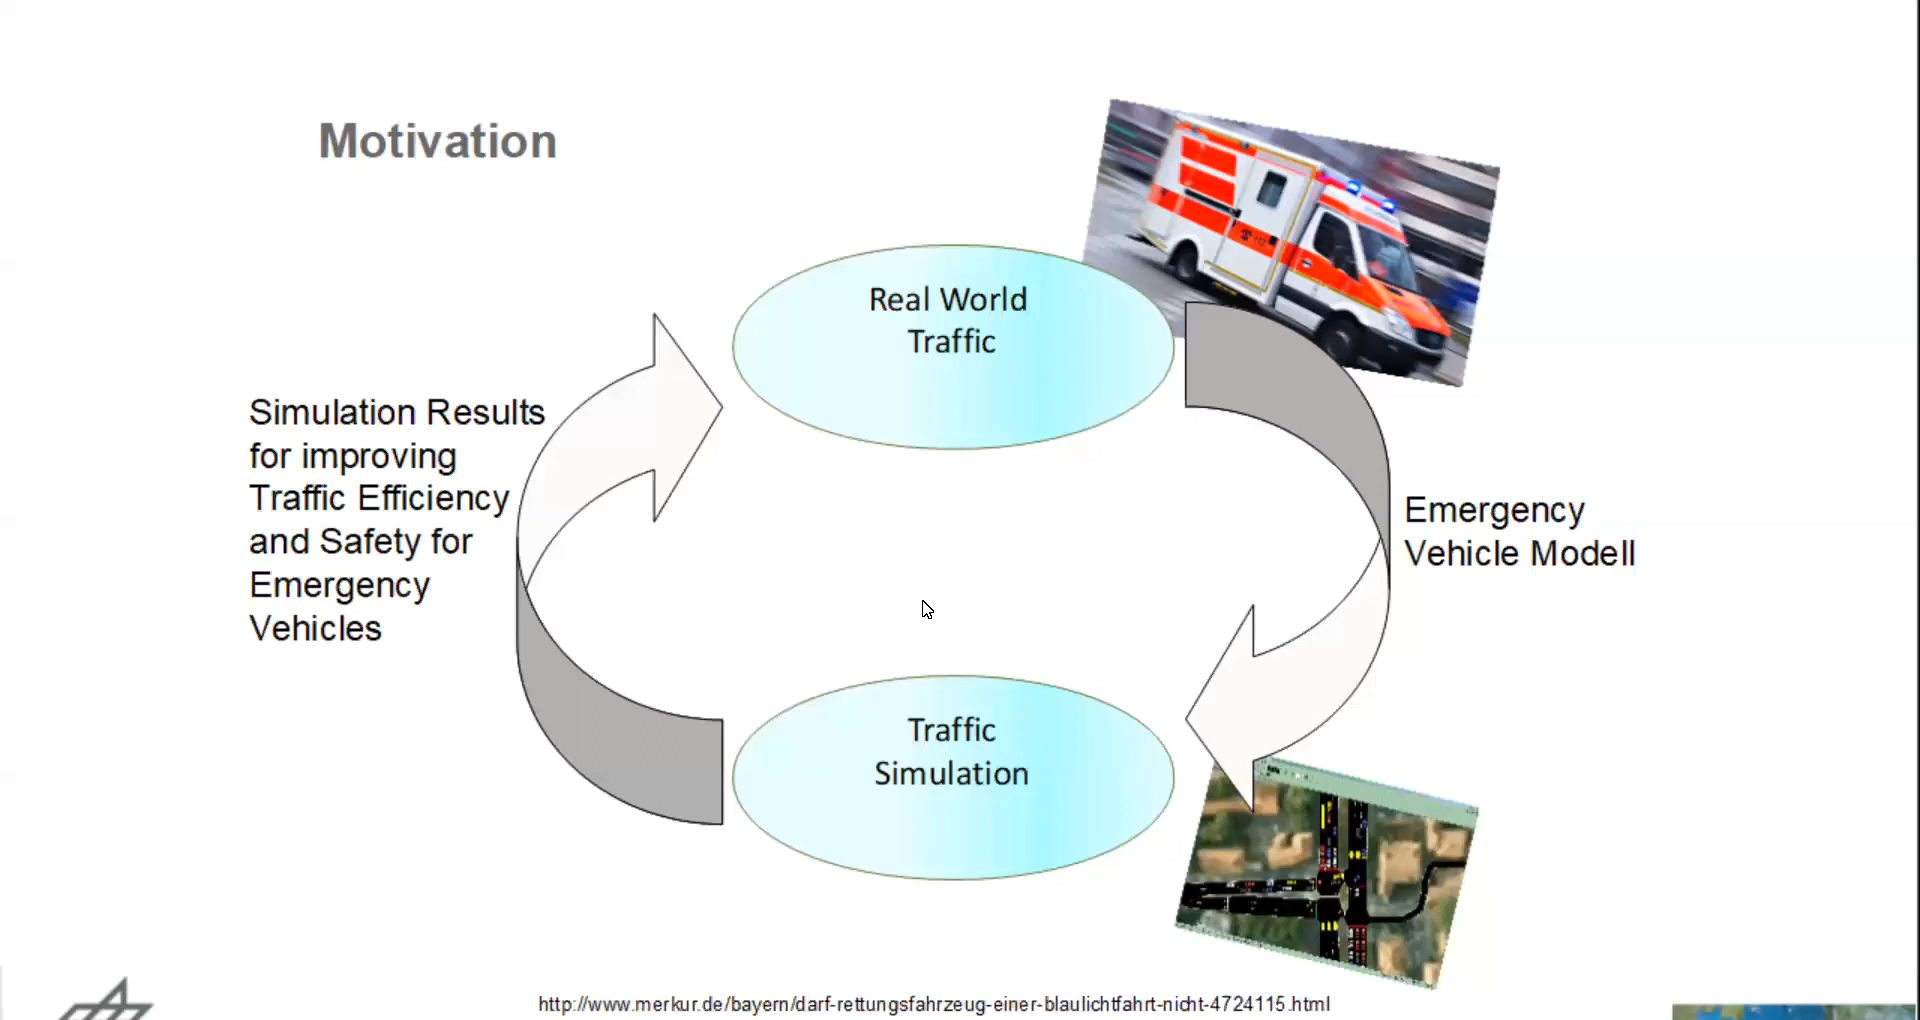 Motivation
Real World
Traffic
Simulation Results
for improving
Traffic Efficiency
and Safety for
Emergency
Vehicles
Emergency
Vehicle Modell
Traffic
Simulation
http://www.merkur.de/bayern/darf-rettungsfahrzeug-einer-blaulichtfahrt-nicht-4724115.html